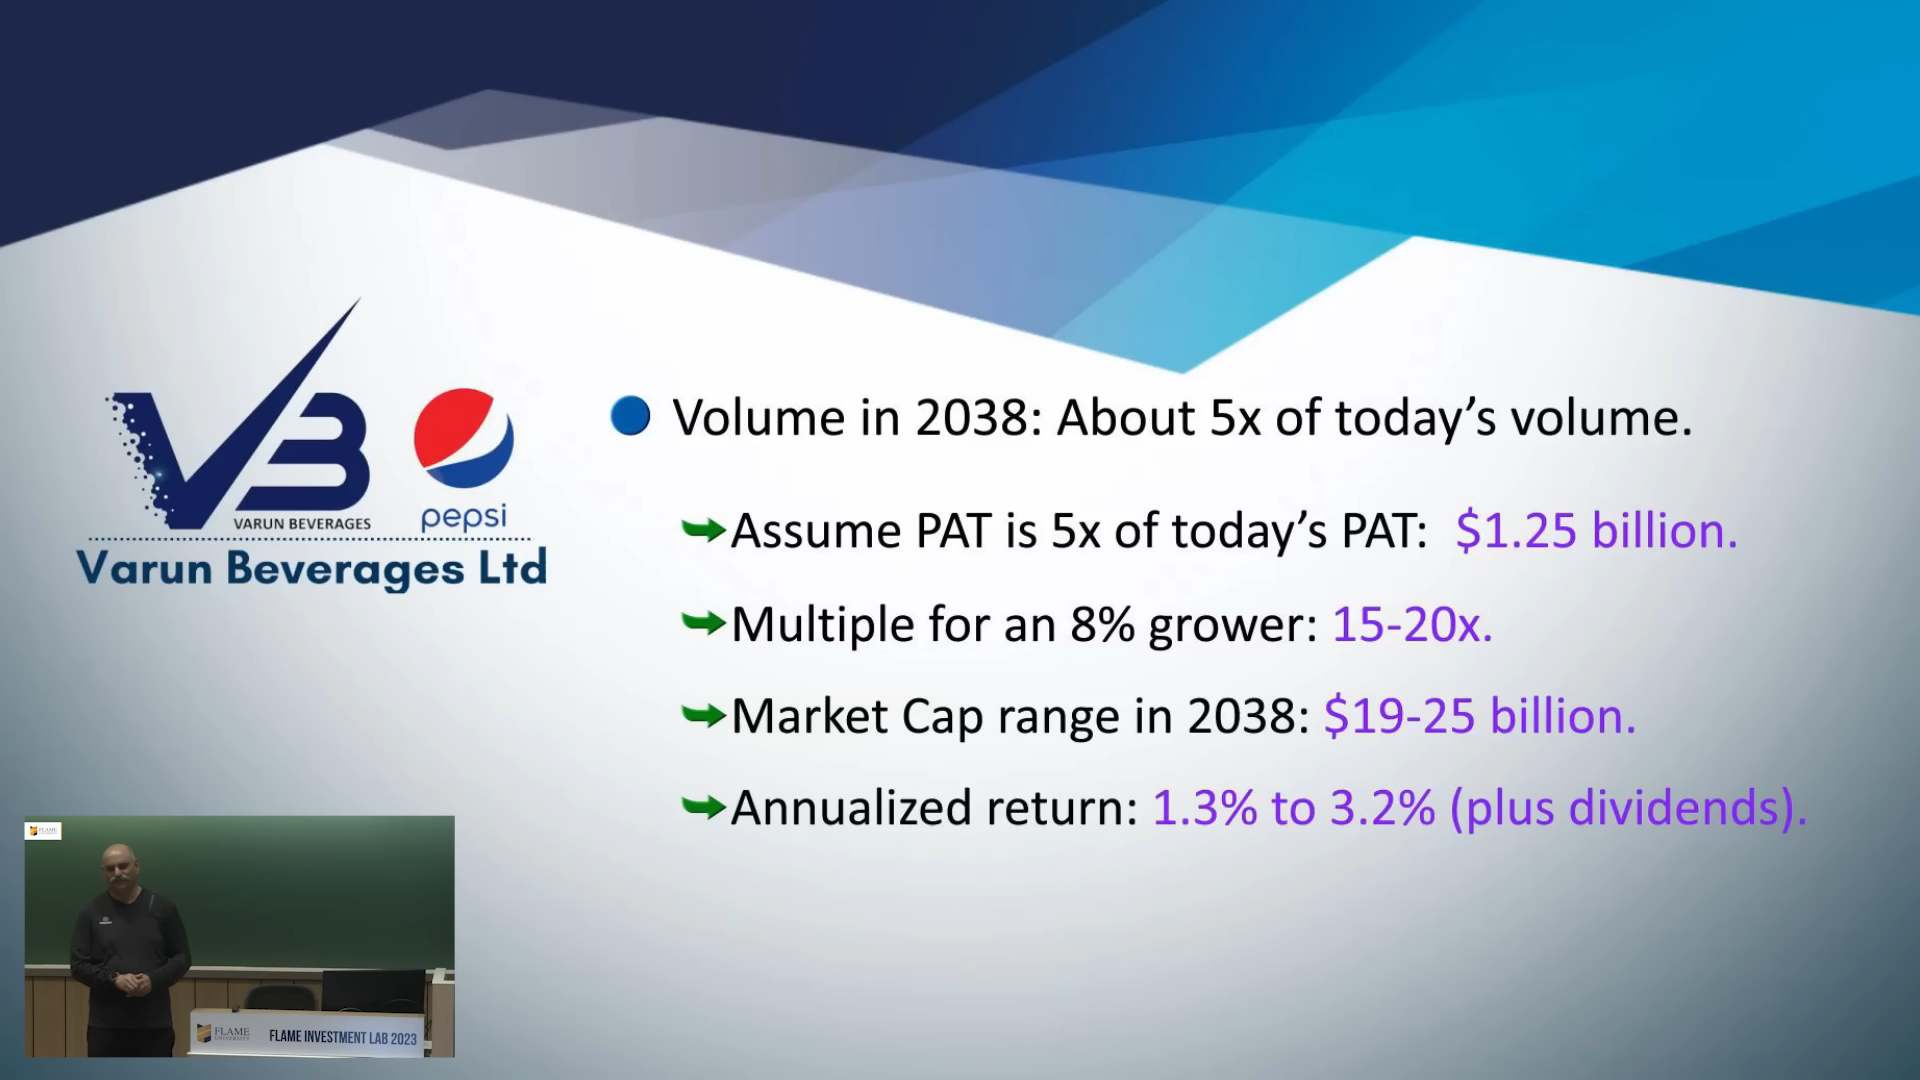 VARUN BEVERAGES
pepsi
Varun Beverages Ltd
Volume in 2038: About 5x of today’s volume.
Assume PAT is 5x of today’s PAT: $1.25 billion.
Multiple for an 8% grower: 15-20x.
Market Cap range in 2038: $19-25 billion.
Annualized return: 1.3% to 3.2% (plus dividends).
FLAME
FLAME
UNIVERSITY
FLAME INVESTMENT LAB 2023